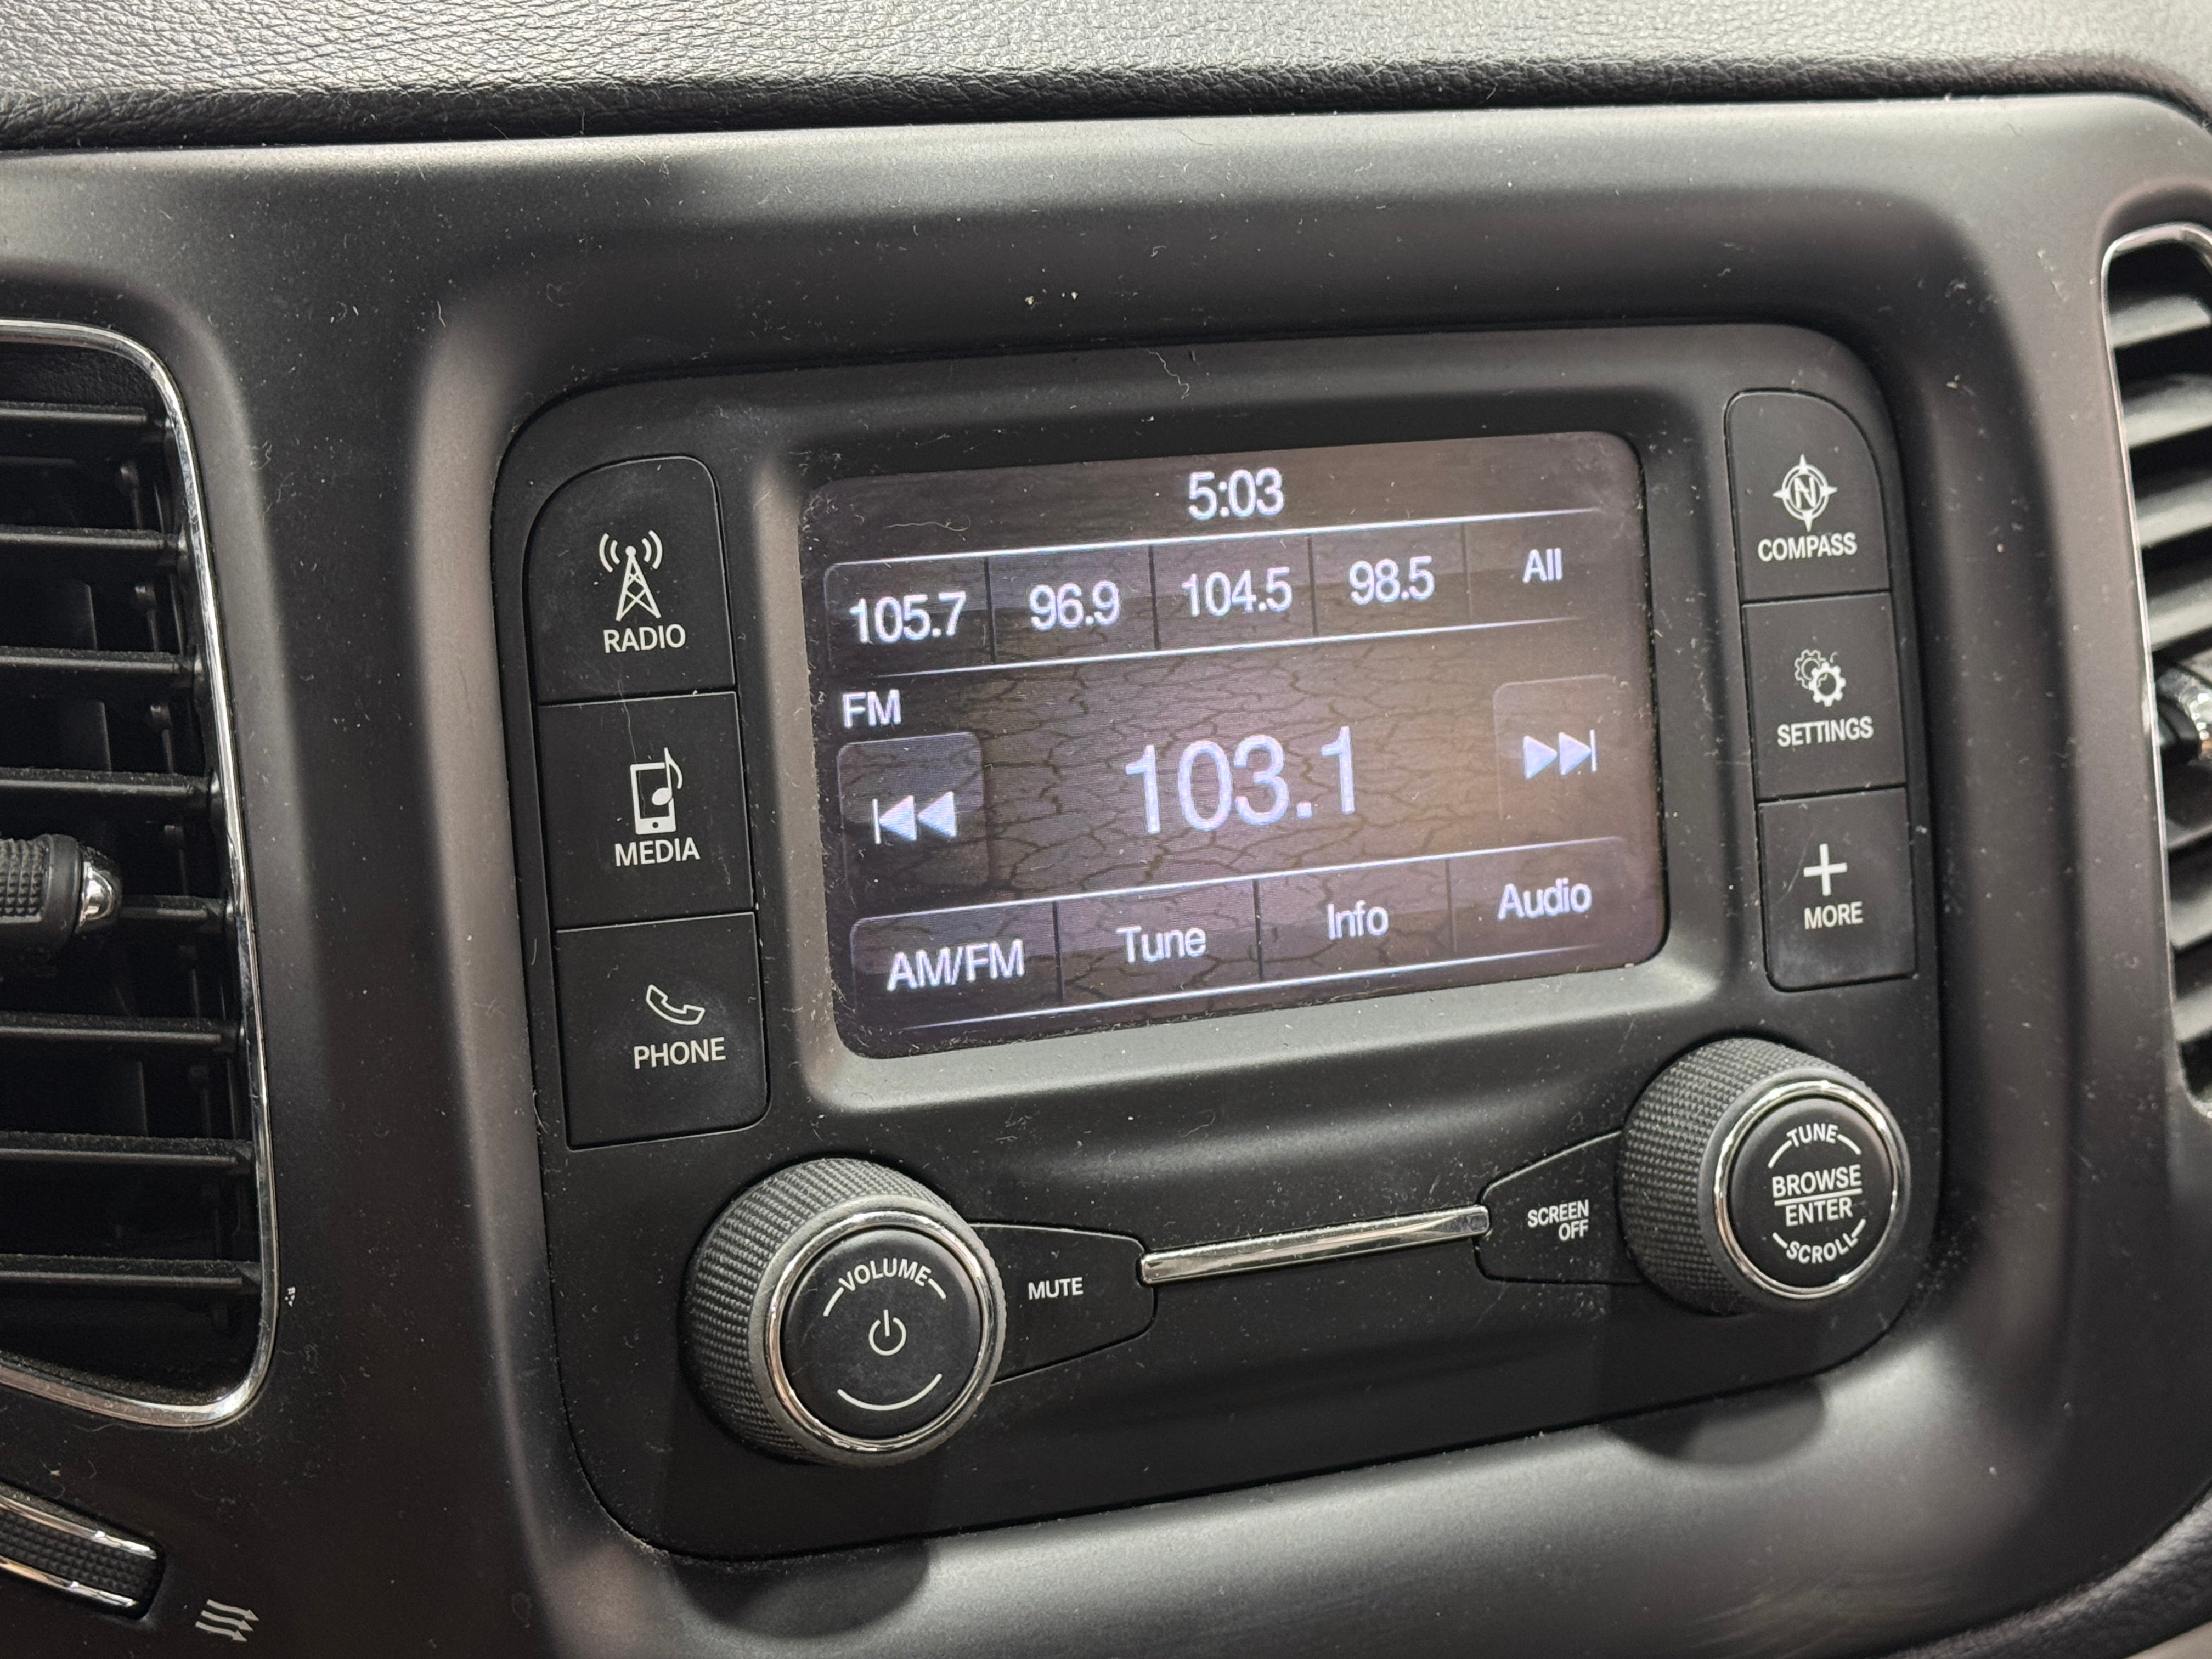 5:03
105.7 96.9 104.5 98.5 All
FM
103.1
AM/FM Tune Info Audio
RADIO
MEDIA
PHONE
N
COMPASS
SETTINGS
MORE
VOLUME
MUTE
SCREEN
OFF
TUNE
BROWSE
ENTER
SCROLL